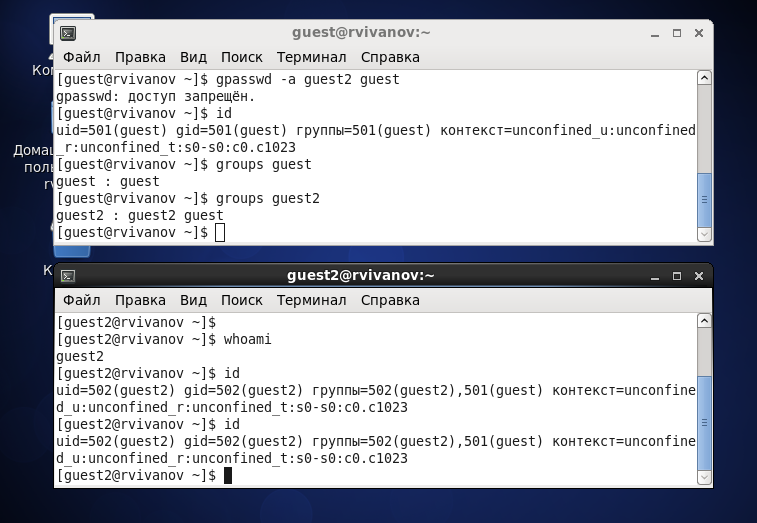 guest@rvivanov:~
Файл Правка Вид Поиск Терминал Справка
[guest@rvivanov ~]$ gpasswd -a guest2 guest
gpasswd: доступ запрещён.
[guest@rvivanov ~]$ id
uid=501(guest) gid=501(guest) группы=501(guest) контекст=unconfined_u:unconfined
_r:unconfined_t:s0-s0:c0.c1023
[guest@rvivanov ~]$ groups guest
guest : guest
[guest@rvivanov ~]$ groups guest2
guest2 : guest2 guest
[guest@rvivanov ~]$
guest2@rvivanov:~
Файл Правка Вид Поиск Терминал Справка
[guest2@rvivanov ~]$
[guest2@rvivanov ~]$ whoami
guest2
[guest2@rvivanov ~]$ id
uid=502(guest2) gid=502(guest2) группы=502(guest2),501(guest) контекст=unconfine
d_u:unconfined_r:unconfined_t:s0-s0:c0.c1023
[guest2@rvivanov ~]$ id
uid=502(guest2) gid=502(guest2) группы=502(guest2),501(guest) контекст=unconfine
d_u:unconfined_r:unconfined_t:s0-s0:c0.c1023
[guest2@rvivanov ~]$